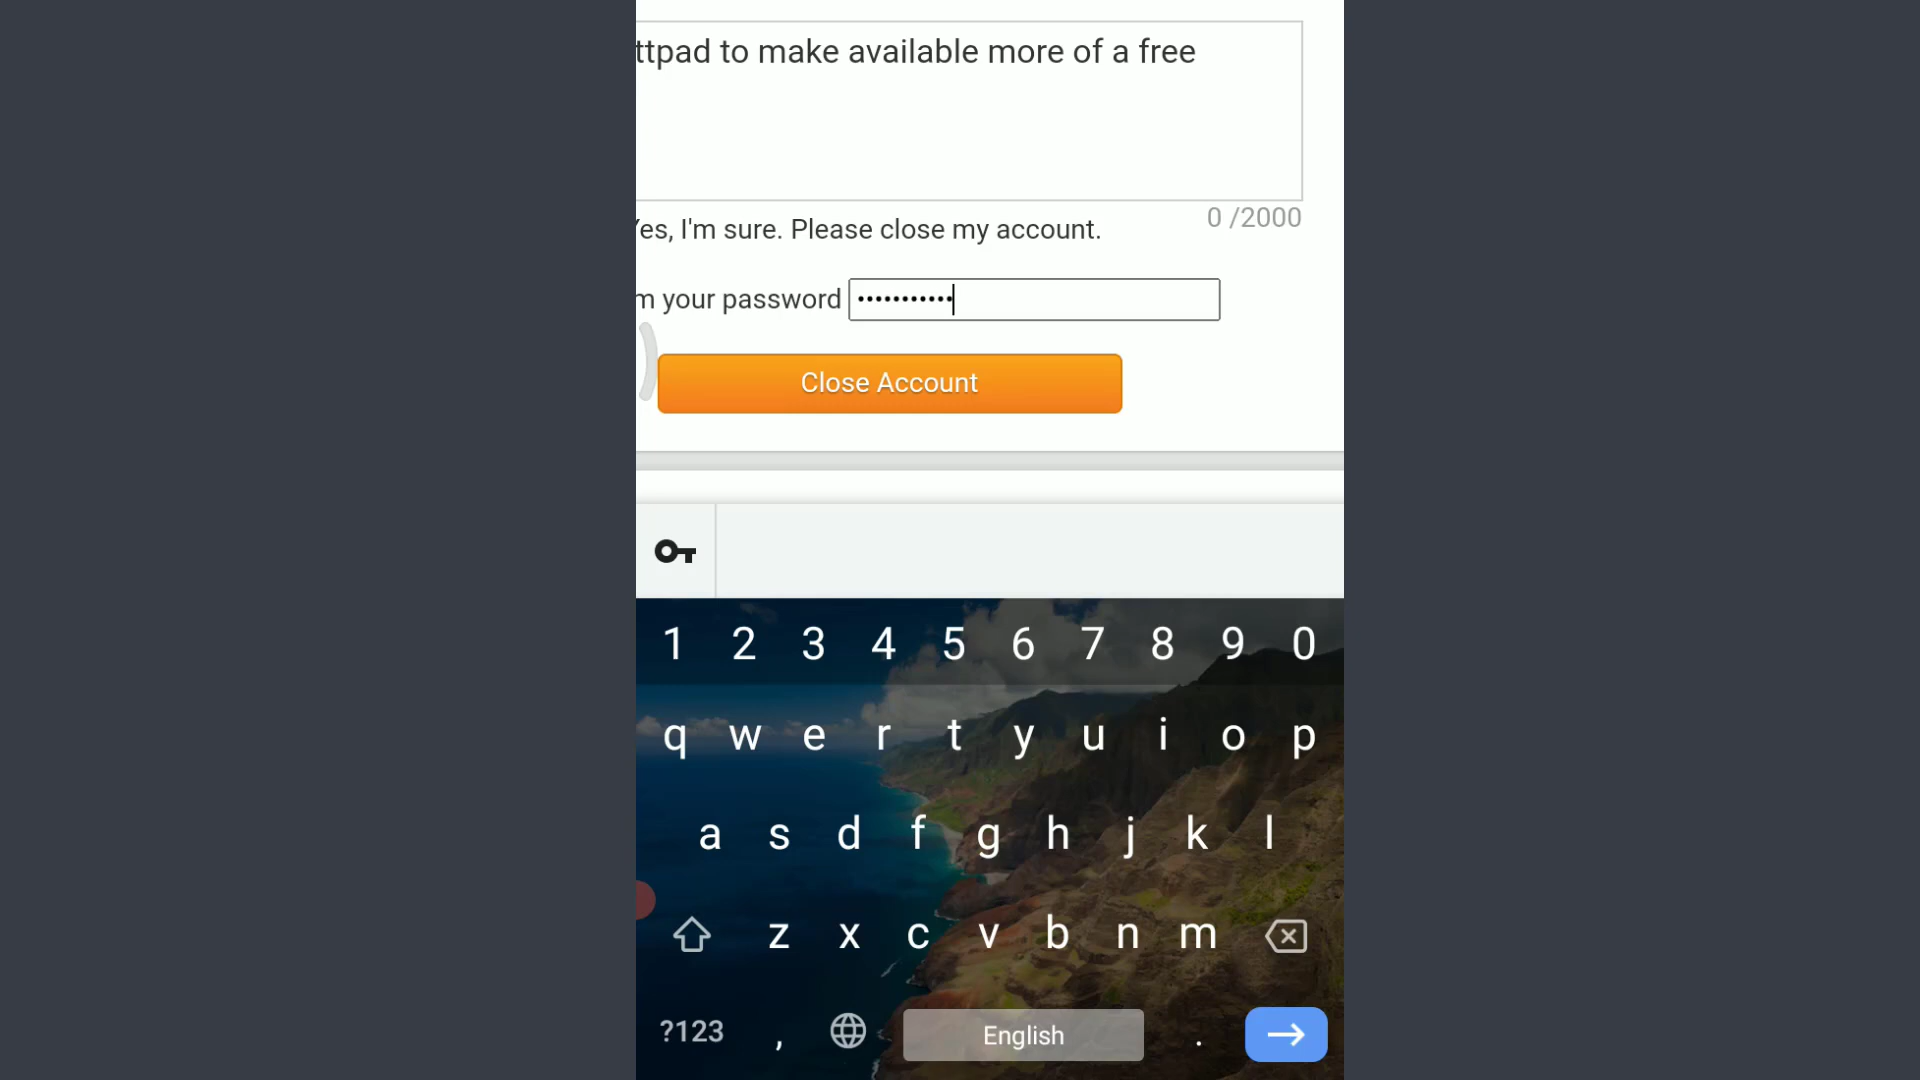 ttpad to make available more of a free
0 /2000
Yes, I'm sure. Please close my account.
m your password •••••••••••
Close Account
1 2 3 4 5 6 7 8 9 0
q w e r t y u i o p
a s d f g h j k l
z x c v b n m
?123 , English .